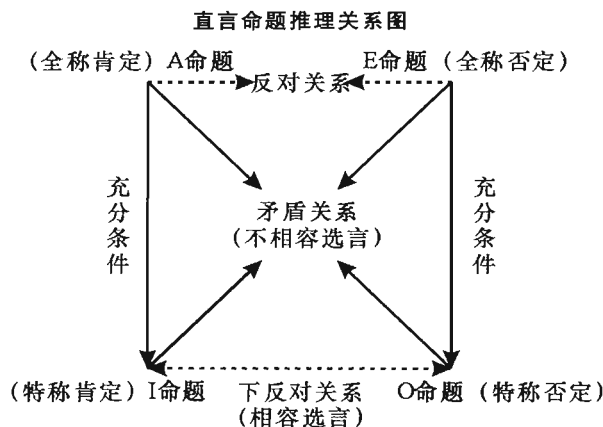 直言命题推理关系图
(全称肯定) A命题
E命题 (全称否定)
反对关系
充分条件
矛盾关系
(不相容选言)
充分条件
(特称肯定) I命题
下反对关系
(相容选言)
O命题 (特称否定)